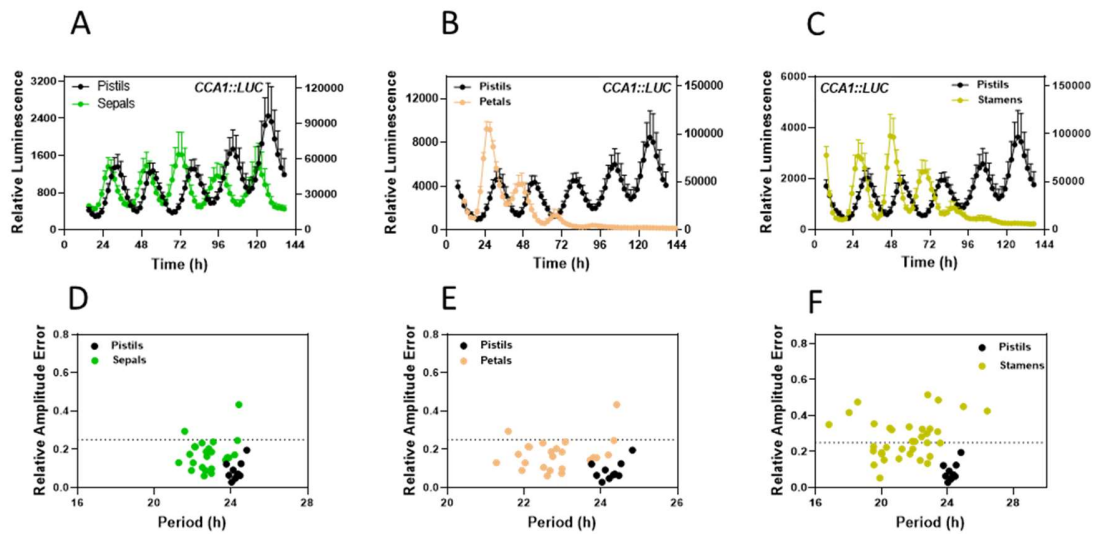 A
B
C
Relative Luminescence
3200
2400
1600
800
0
Pistils
Sepals
CCA1::LUC
120000
90000
60000
30000
0
0 24 48 72 96 120 144
Time (h)
Relative Luminescence
12000
8000
4000
0
Pistils
Petals
CCA1::LUC
150000
100000
50000
0
0 24 48 72 96 120 144
Time (h)
Relative Luminescence
6000
4000
2000
0
CCA1::LUC
Pistils
Stamens
150000
100000
50000
0
0 24 48 72 96 120 144
Time (h)
D
E
F
Relative Amplitude Error
0.8
0.6
0.4
0.2
0.0
Pistils
Sepals
16 20 24 28
Period (h)
Relative Amplitude Error
0.8
0.6
0.4
0.2
0.0
Pistils
Petals
20 22 24 26
Period (h)
Relative Amplitude Error
0.8
0.6
0.4
0.2
0.0
Pistils
Stamens
16 20 24 28
Period (h)